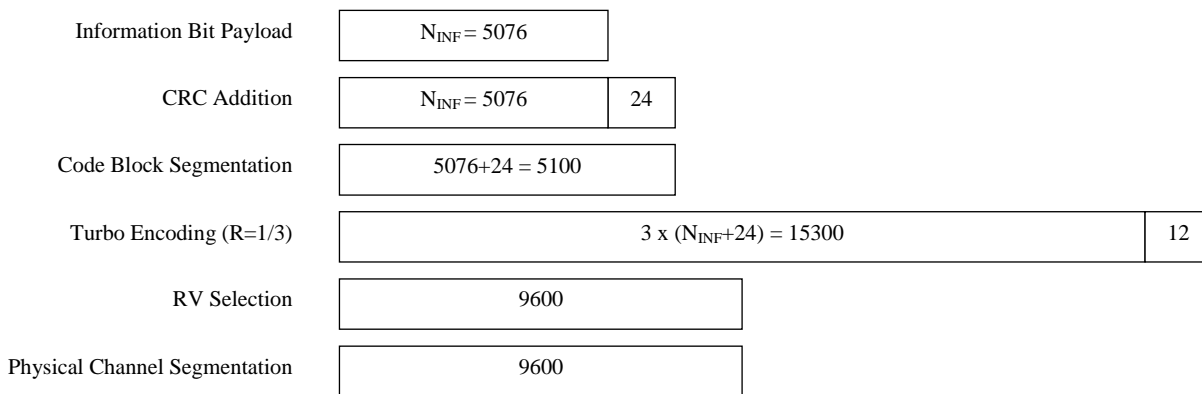 Information Bit Payload N_INF = 5076
CRC Addition N_INF = 5076 24
Code Block Segmentation 5076+24 = 5100
Turbo Encoding (R=1/3) 3 x (N_INF+24) = 15300 12
RV Selection 9600
Physical Channel Segmentation 9600